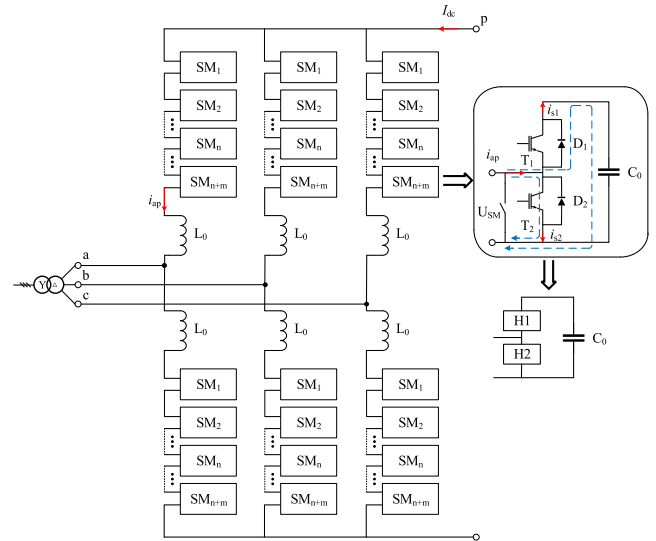 I_dc
p
SM_1 SM_1 SM_1
SM_2 SM_2 SM_2
SM_n SM_n SM_n
SM_n+m SM_n+m SM_n+m
i_ap
L_0 L_0 L_0
a
b
c
Y △
L_0 L_0 L_0
SM_1 SM_1 SM_1
SM_2 SM_2 SM_2
SM_n SM_n SM_n
SM_n+m SM_n+m SM_n+m
i_s1
D_1
i_ap
T_1
C_0
U_SM
D_2
T_2
i_s2
H1
H2
C_0